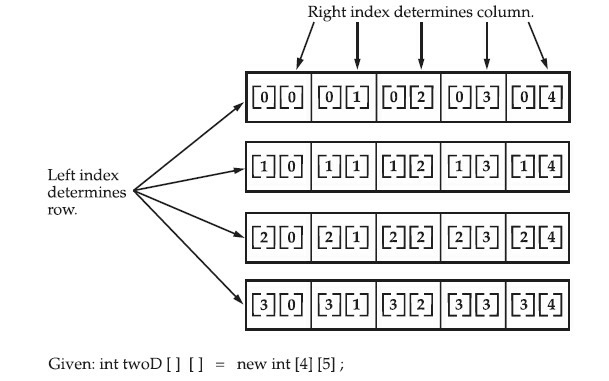 Right index determines column.
[0][0] [0][1] [0][2] [0][3] [0][4]
[1][0] [1][1] [1][2] [1][3] [1][4]
Left index
determines
row.
[2][0] [2][1] [2][2] [2][3] [2][4]
[3][0] [3][1] [3][2] [3][3] [3][4]
Given: int twoD [ ] [ ] = new int [4] [5] ;